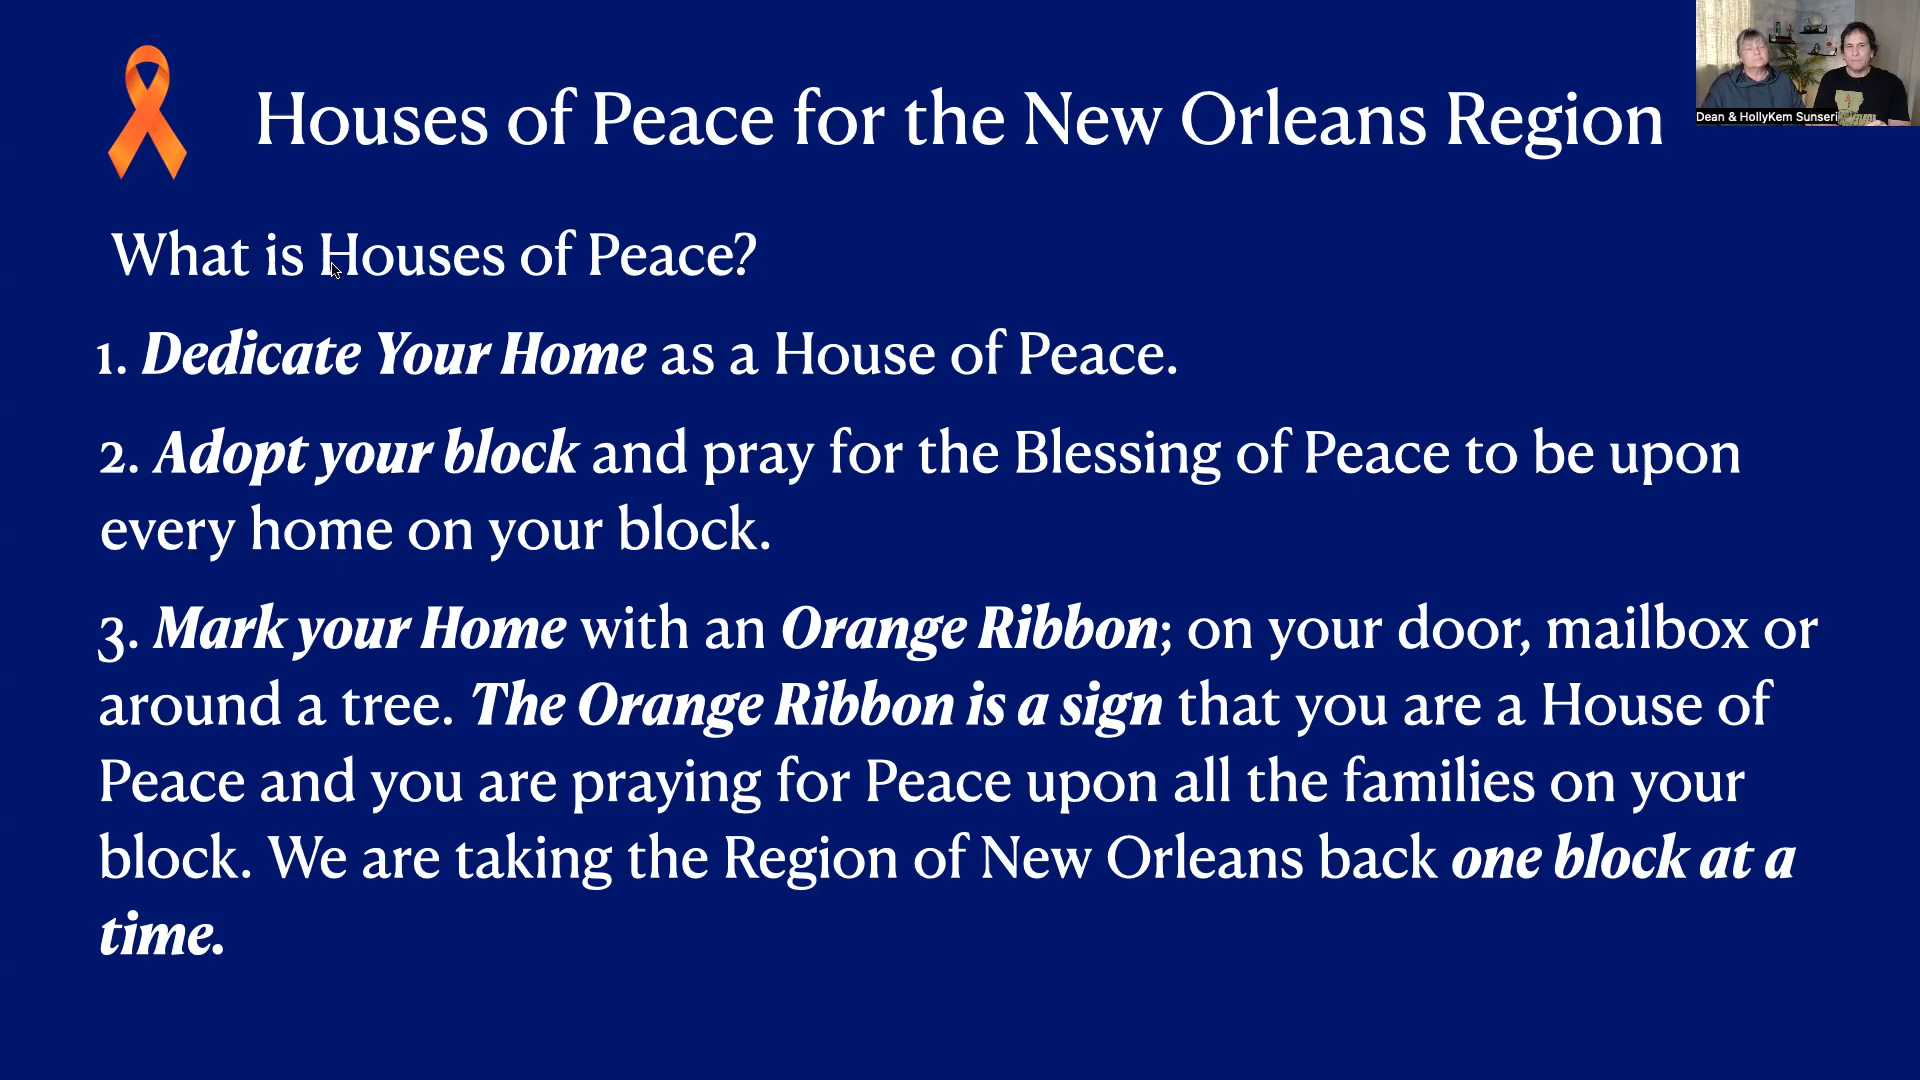 Houses of Peace for the New Orleans Region
Dean & HollyKem Sunseri
What is Houses of Peace?
1. Dedicate Your Home as a House of Peace.
2. Adopt your block and pray for the Blessing of Peace to be upon
every home on your block.
3. Mark your Home with an Orange Ribbon; on your door, mailbox or
around a tree. The Orange Ribbon is a sign that you are a House of
Peace and you are praying for Peace upon all the families on your
block. We are taking the Region of New Orleans back one block at a
time.